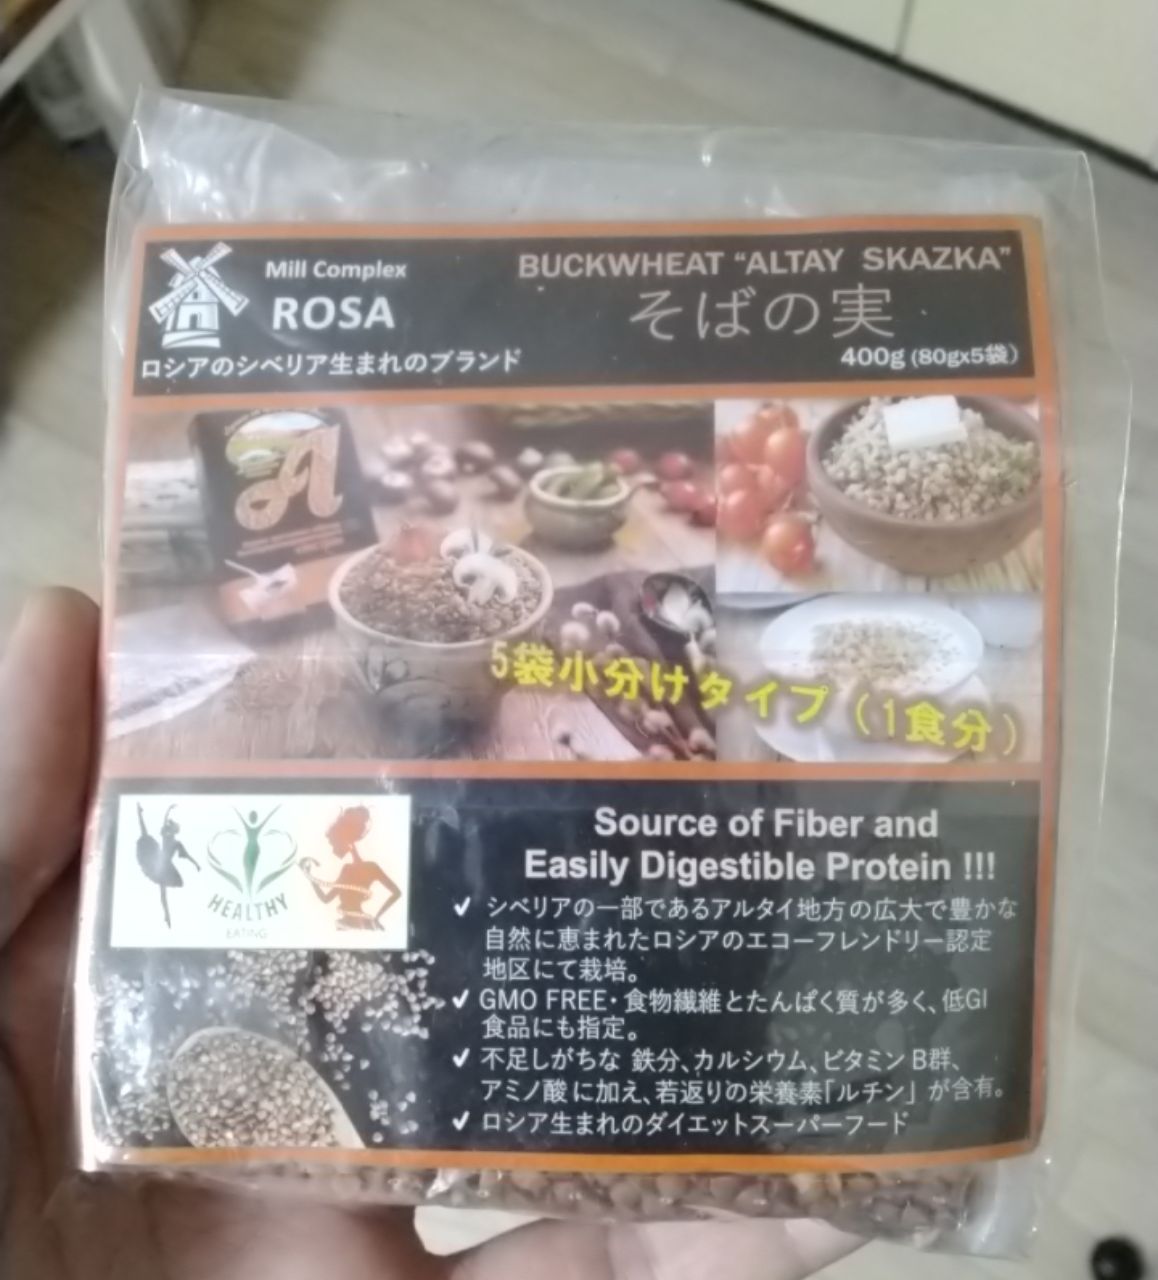 Mill Complex
ROSA
ロシアのシベリア生まれのブランド
BUCKWHEAT “ALTAY SKAZKA”
そばの実
400g (80gx5袋)
5袋小分けタイプ（1食分）
HEALTHY
EATING
Source of Fiber and
Easily Digestible Protein !!!
✓ シベリアの一部であるアルタイ地方の広大で豊かな
自然に恵まれたロシアのエコーフレンドリー認定
地区にて栽培。
✓ GMO FREE・食物繊維とたんぱく質が多く、低GI
食品にも指定。
✓ 不足しがちな 鉄分、カルシウム、ビタミンB群、
アミノ酸に加え、若返りの栄養素「ルチン」が含有。
✓ ロシア生まれのダイエットスーパーフード